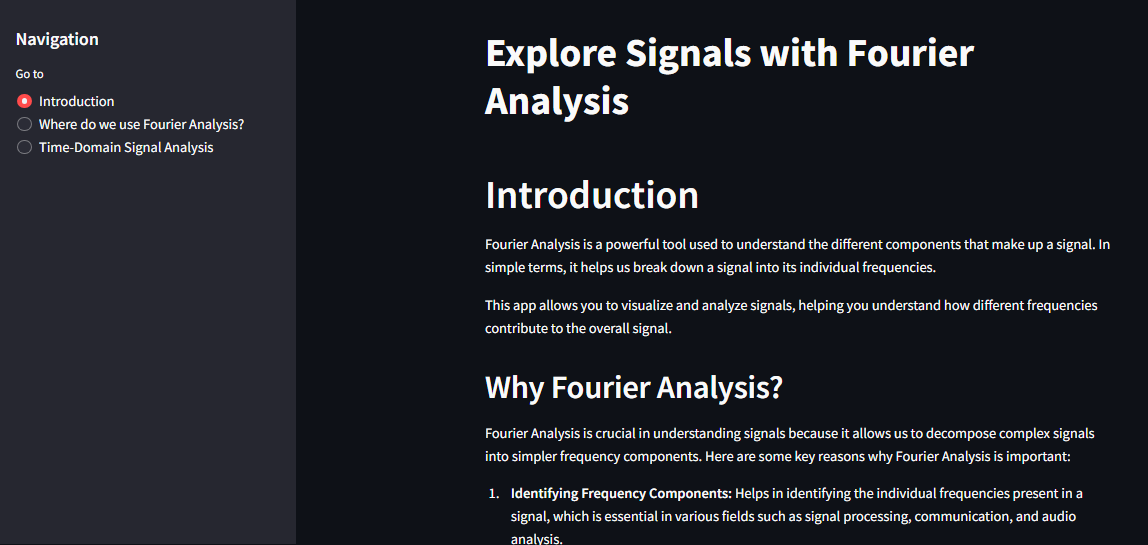 Navigation
Go to
Introduction
Where do we use Fourier Analysis?
Time-Domain Signal Analysis
Explore Signals with Fourier
Analysis
Introduction
Fourier Analysis is a powerful tool used to understand the different components that make up a signal. In
simple terms, it helps us break down a signal into its individual frequencies.
This app allows you to visualize and analyze signals, helping you understand how different frequencies
contribute to the overall signal.
Why Fourier Analysis?
Fourier Analysis is crucial in understanding signals because it allows us to decompose complex signals
into simpler frequency components. Here are some key reasons why Fourier Analysis is important:
1. Identifying Frequency Components: Helps in identifying the individual frequencies present in a
signal, which is essential in various fields such as signal processing, communication, and audio
analysis.